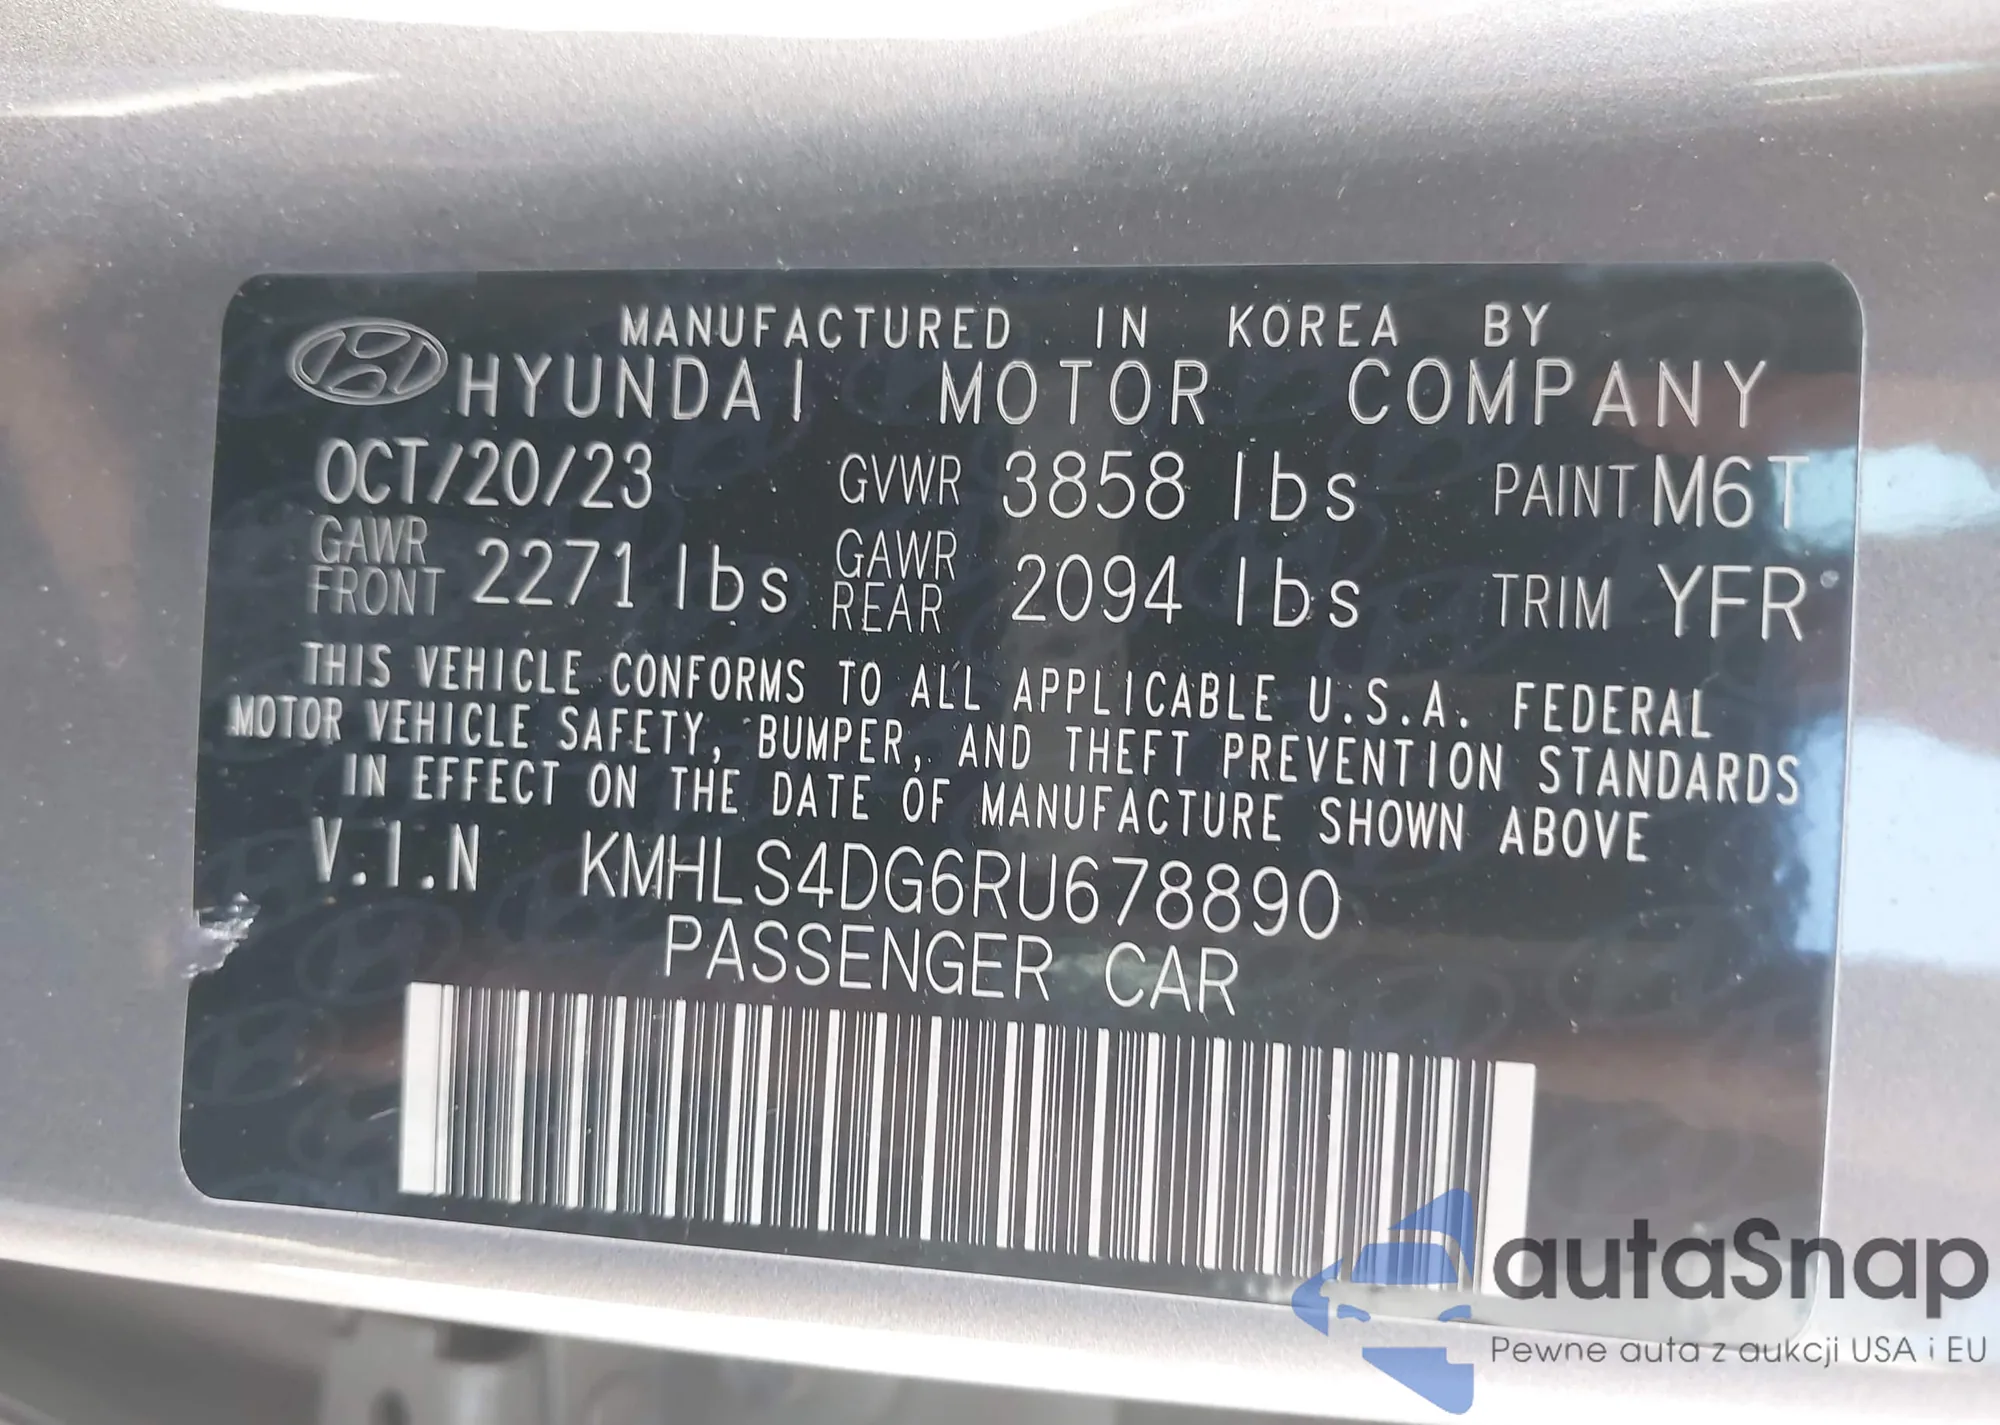 MANUFACTURED IN KOREA BY
HYUNDAI MOTOR COMPANY
OCT/20/23 GVWR 3858 lbs PAINT M6T
GAWR FRONT 2271 lbs GAWR REAR 2094 lbs TRIM YFR
THIS VEHICLE CONFORMS TO ALL APPLICABLE U.S.A. FEDERAL
MOTOR VEHICLE SAFETY, BUMPER, AND THEFT PREVENTION STANDARDS
IN EFFECT ON THE DATE OF MANUFACTURE SHOWN ABOVE
V.I.N KMHLS4DG6RU678890
PASSENGER CAR
autaSnap
Pewne auta z aukcji USA i EU